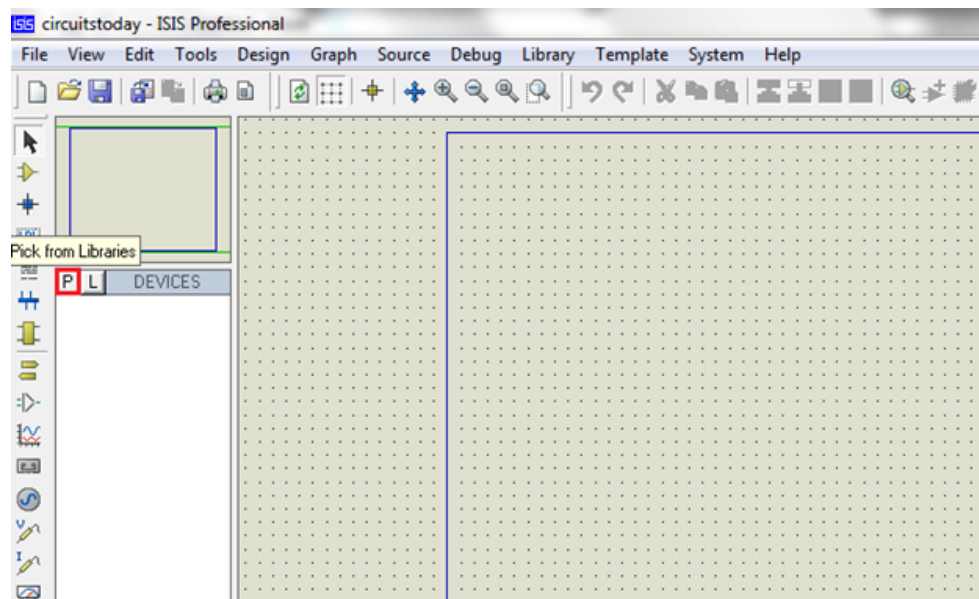 ISIS circuitstoday - ISIS Professional
File View Edit Tools Design Graph Source Debug Library Template System Help
Pick from Libraries
P L DEVICES